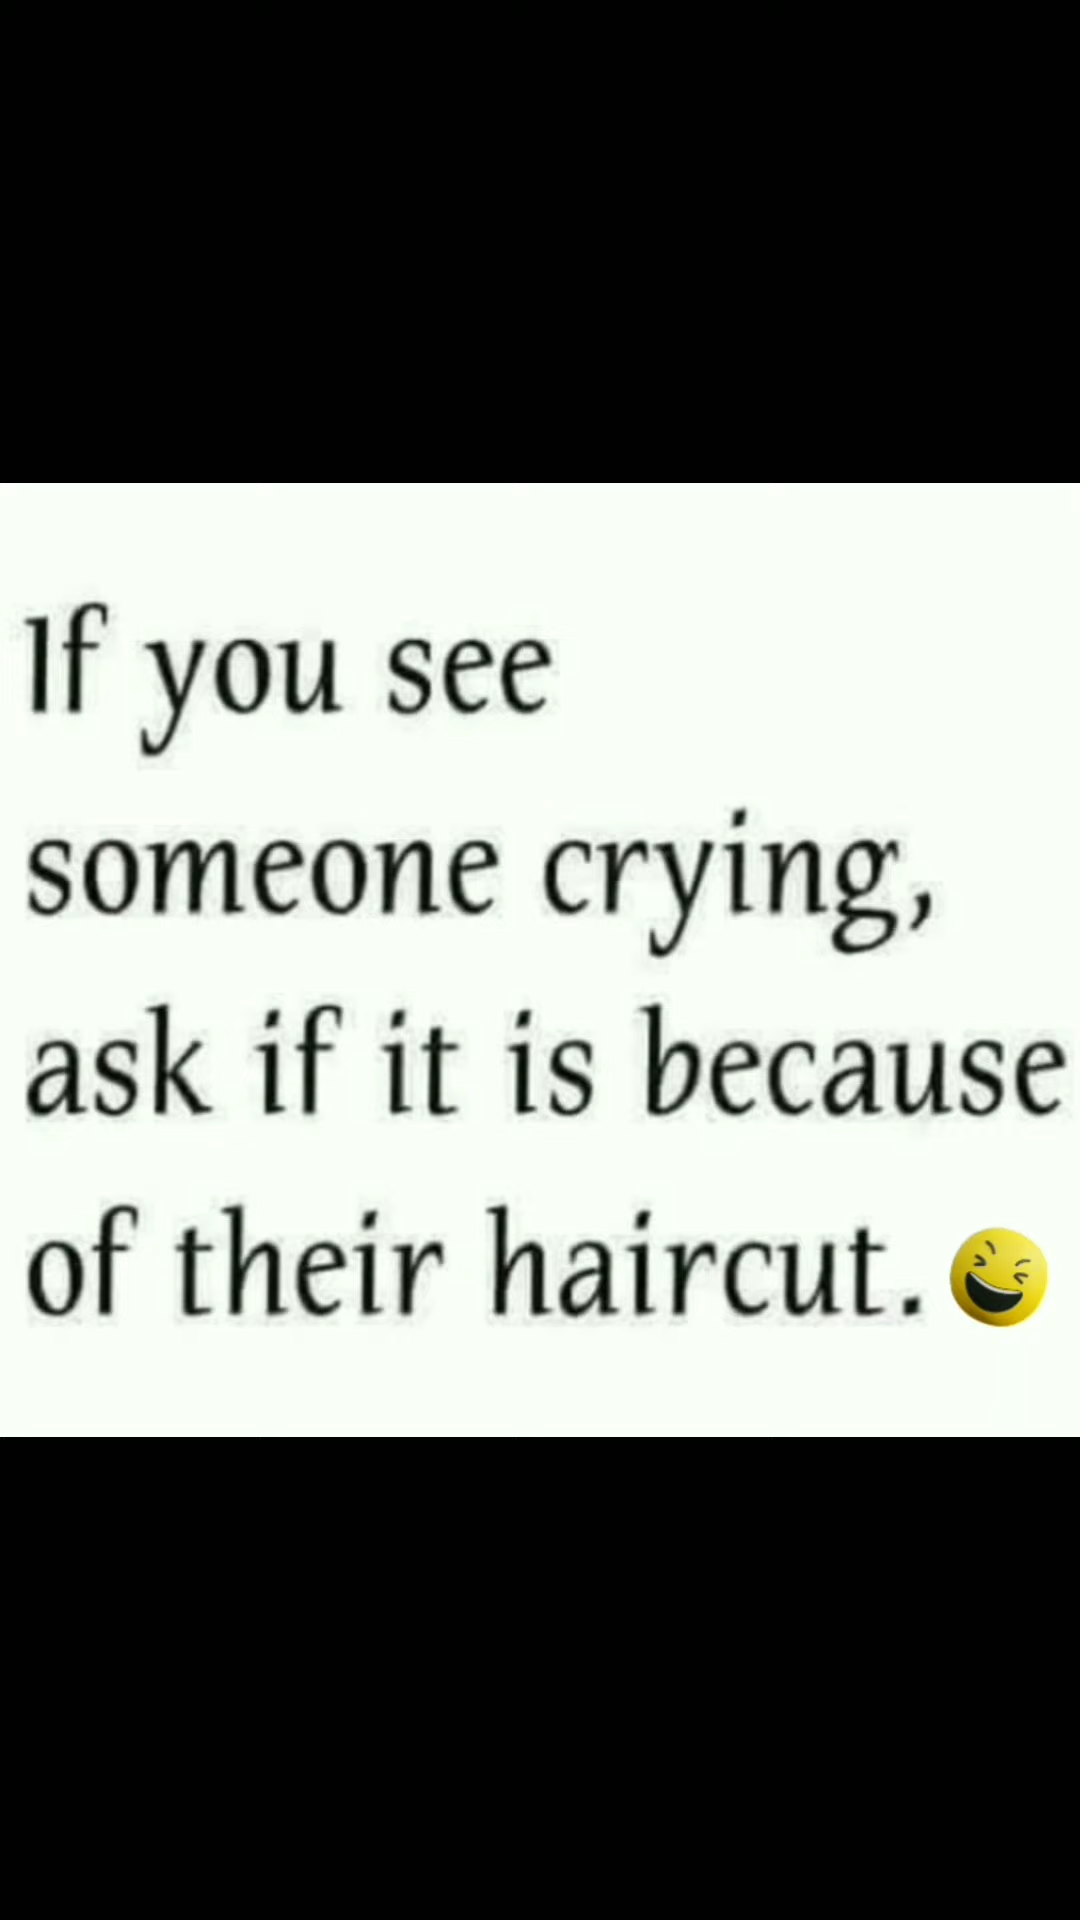 If you see
someone crying,
ask if it is because
of their haircut. 😆